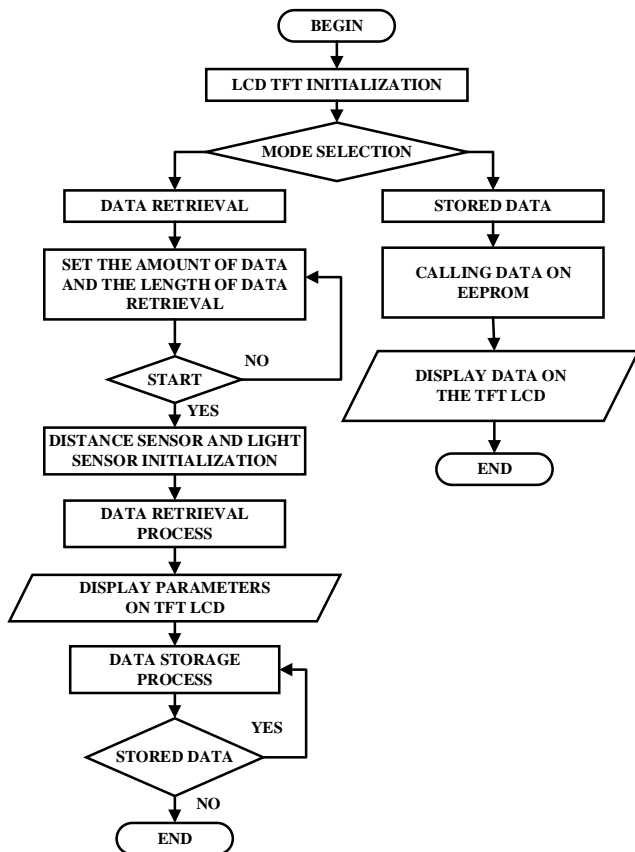 BEGIN
LCD TFT INITIALIZATION
MODE SELECTION
DATA RETRIEVAL
STORED DATA
SET THE AMOUNT OF DATA
AND THE LENGTH OF DATA
RETRIEVAL
CALLING DATA ON
EEPROM
NO
START
DISPLAY DATA ON
THE TFT LCD
YES
DISTANCE SENSOR AND LIGHT
SENSOR INITIALIZATION
END
DATA RETRIEVAL
PROCESS
DISPLAY PARAMETERS
ON TFT LCD
DATA STORAGE
PROCESS
YES
STORED DATA
NO
END